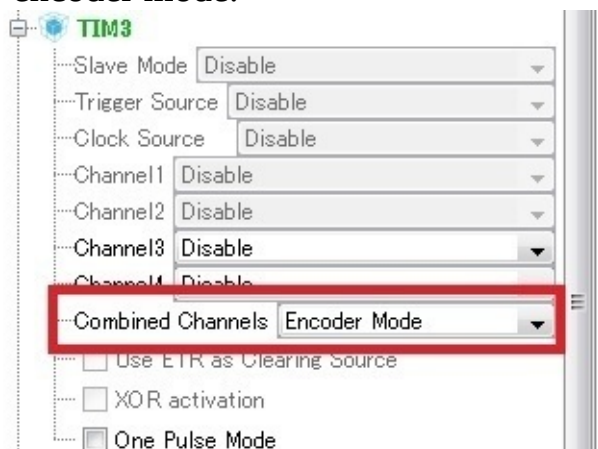 encoder mode.
TIM3
Slave Mode Disable
Trigger Source Disable
Clock Source Disable
Channel1 Disable
Channel2 Disable
Channel3 Disable
Channel4 Disable
Combined Channels Encoder Mode
Use ETR as Clearing Source
XOR activation
One Pulse Mode